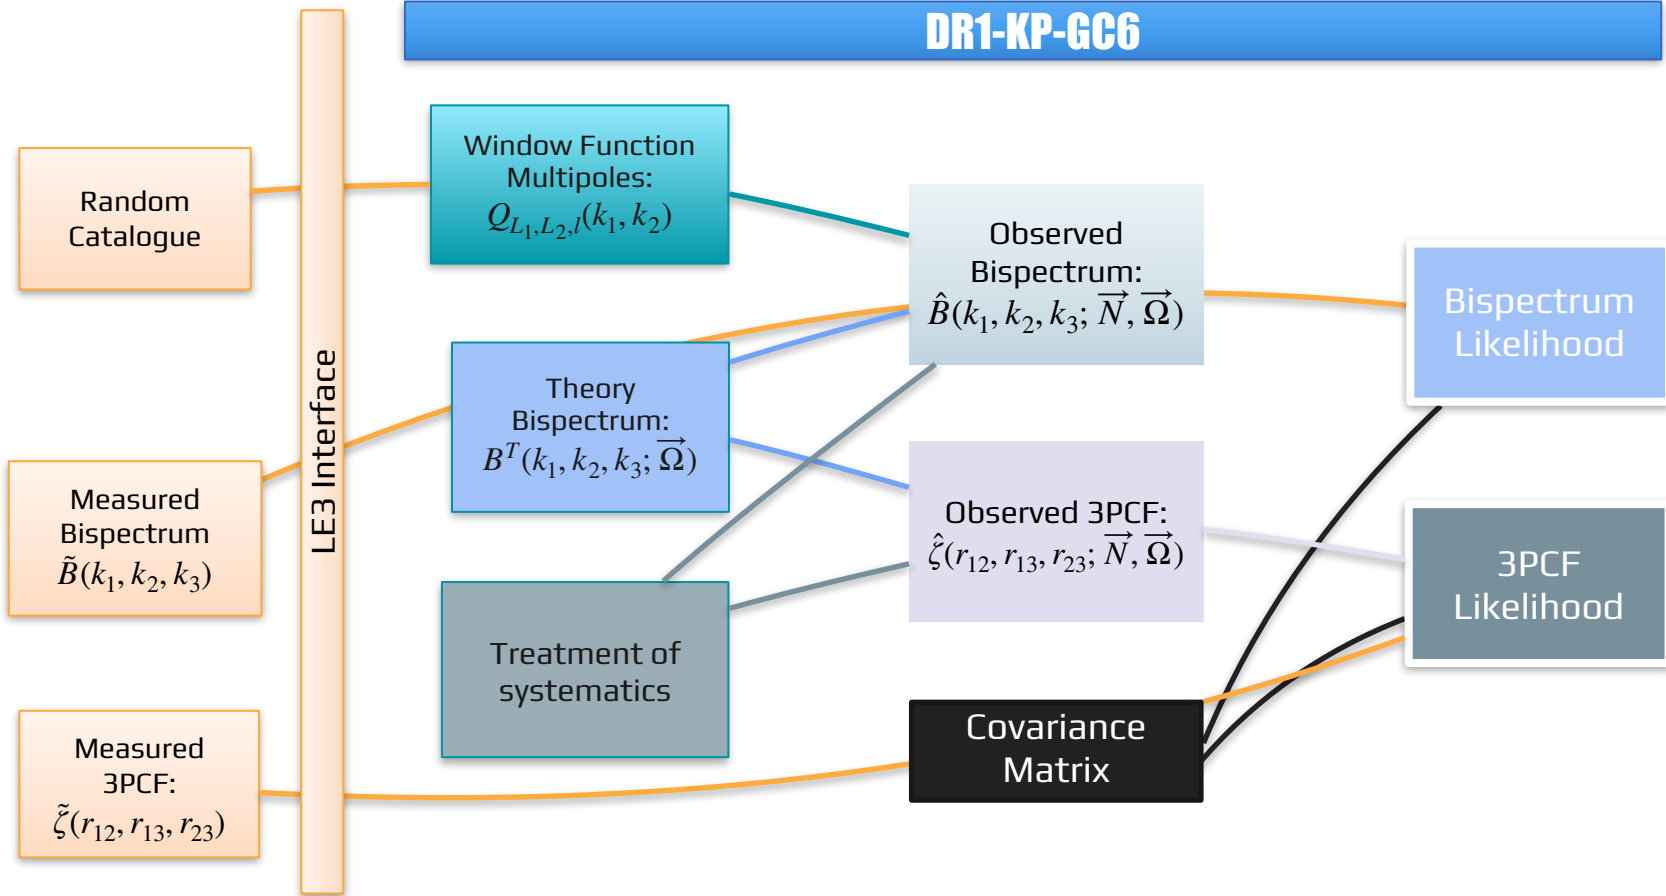 DR1-KP-GC6
Random
Catalogue
Measured
Bispectrum
B̃(k₁, k₂, k₃)
Measured
3PCF:
ζ̃(r₁₂, r₁₃, r₂₃)
LE3 Interface
Window Function
Multipoles:
Q_{L₁,L₂,l}(k₁, k₂)
Theory
Bispectrum:
Bᵀ(k₁, k₂, k₃; Ω⃗)
Treatment of
systematics
Observed
Bispectrum:
B̂(k₁, k₂, k₃; N⃗, Ω⃗)
Observed 3PCF:
ζ̂(r₁₂, r₁₃, r₂₃; N⃗, Ω⃗)
Covariance
Matrix
Bispectrum
Likelihood
3PCF
Likelihood